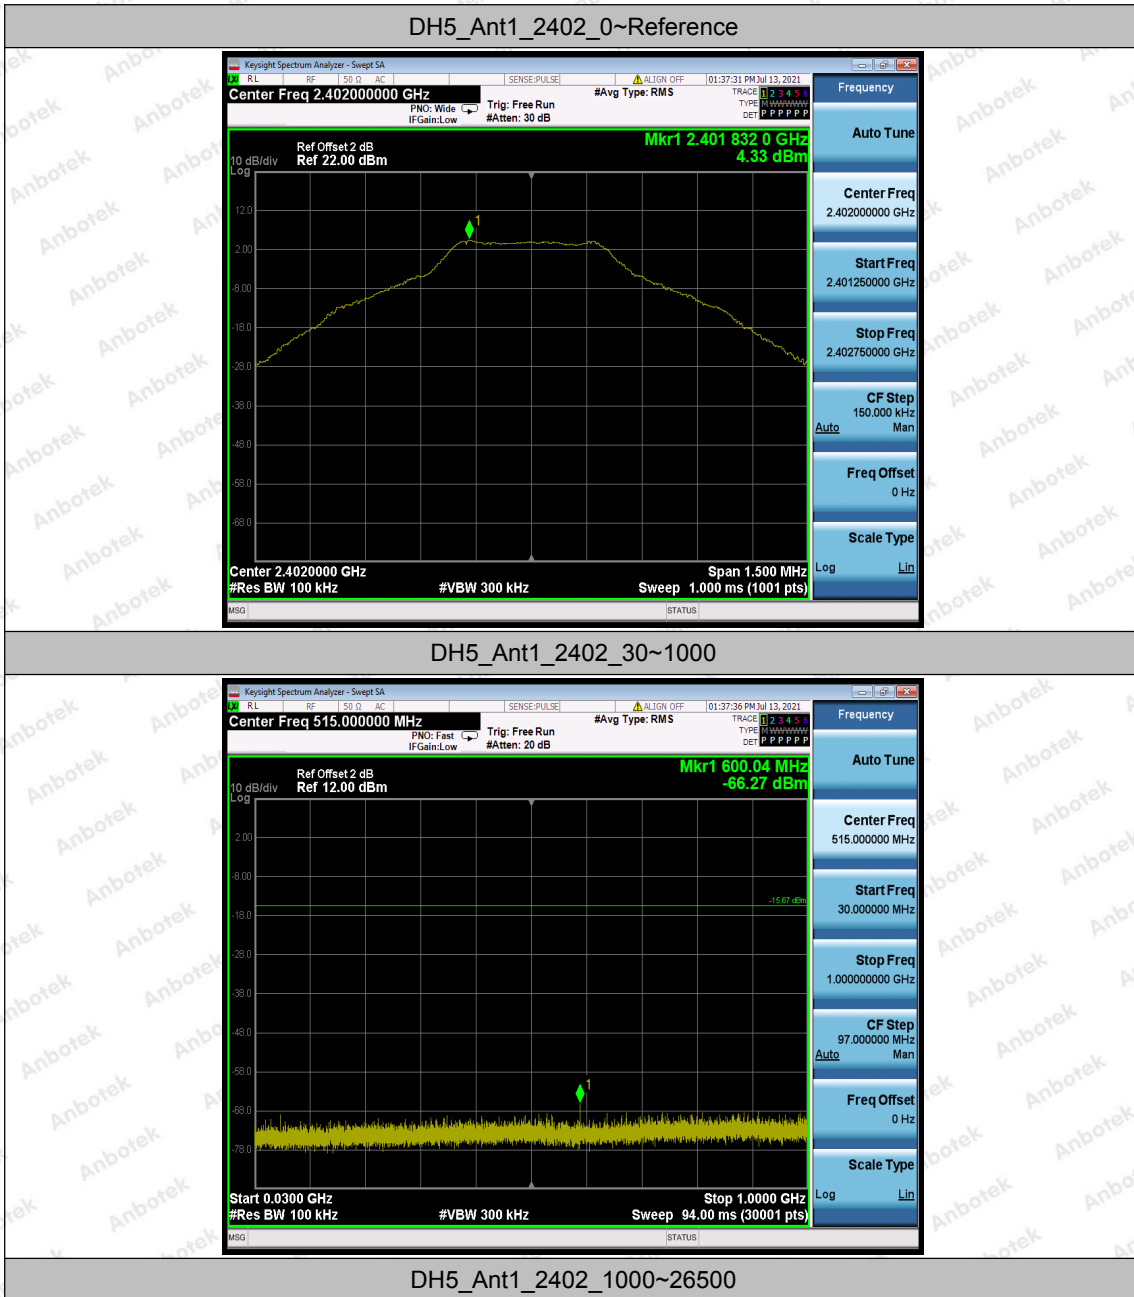 DH5_Ant1_2402_0~Reference
Keysight Spectrum Analyzer - Swept SA
RL RF 50 Ω AC SENSE:PULSE ALIGN OFF 01:37:31 PM Jul 13, 2021
Center Freq 2.402000000 GHz #Avg Type: RMS TRACE 1 2 3 4 5 6
PNO: Wide Trig: Free Run TYPE M WWWWW
IFGain:Low #Atten: 30 dB DET P P P P P P
Frequency
Auto Tune
Mkr1 2.401 832 0 GHz
4.33 dBm
Ref Offset 2 dB
10 dB/div Ref 22.00 dBm
Log
1
12.0
2.00
-8.00
-18.0
-28.0
-38.0
-48.0
-58.0
-68.0
Center Freq
2.402000000 GHz
Start Freq
2.401250000 GHz
Stop Freq
2.402750000 GHz
CF Step
150.000 kHz
Auto Man
Freq Offset
0 Hz
Scale Type
Log Lin
Center 2.4020000 GHz Span 1.500 MHz
#Res BW 100 kHz #VBW 300 kHz Sweep 1.000 ms (1001 pts)
MSG STATUS
DH5_Ant1_2402_30~1000
Keysight Spectrum Analyzer - Swept SA
RL RF 50 Ω AC SENSE:PULSE ALIGN OFF 01:37:36 PM Jul 13, 2021
Center Freq 515.000000 MHz #Avg Type: RMS TRACE 1 2 3 4 5 6
PNO: Fast Trig: Free Run TYPE M WWWWW
IFGain:Low #Atten: 20 dB DET P P P P P P
Frequency
Auto Tune
Mkr1 600.04 MHz
-66.27 dBm
Ref Offset 2 dB
10 dB/div Ref 12.00 dBm
Log
2.00
-8.00
-15.67 dBm
-18.0
-28.0
-38.0
-48.0
-58.0
1
-68.0
-78.0
Center Freq
515.000000 MHz
Start Freq
30.000000 MHz
Stop Freq
1.000000000 GHz
CF Step
97.000000 MHz
Auto Man
Freq Offset
0 Hz
Scale Type
Log Lin
Start 0.0300 GHz Stop 1.0000 GHz
#Res BW 100 kHz #VBW 300 kHz Sweep 94.00 ms (30001 pts)
MSG STATUS
DH5_Ant1_2402_1000~26500
Anbotek